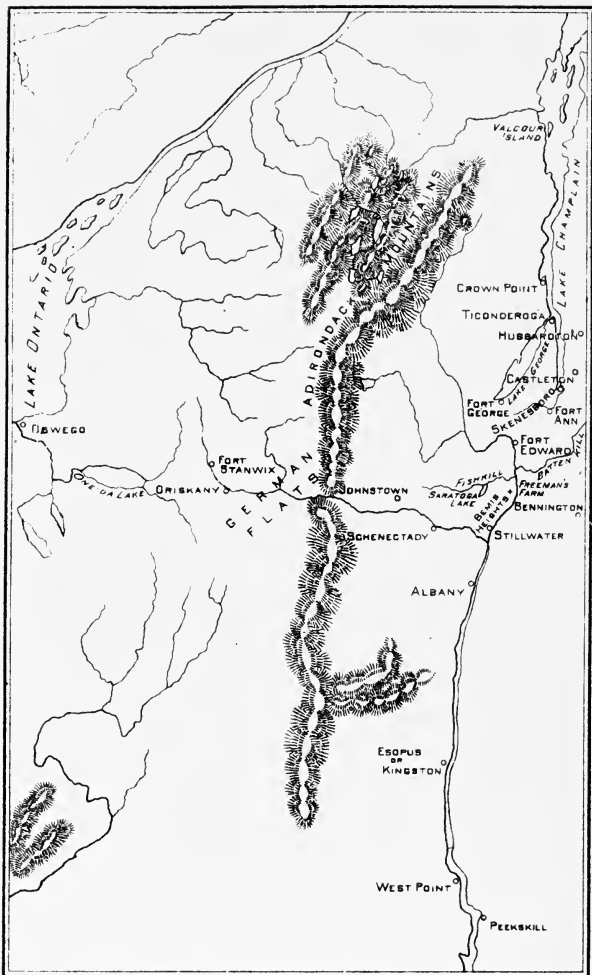 VALCOUR
ISLAND
LAKE CHAMPLAIN
ADIRONDACK MOUNTAINS
CROWN POINT
TICONDEROGA
HUBBARDTON
LAKE GEORGE
CASTLETON
FORT
GEORGE
SKENESBORO
FORT
ANN
LAKE ONTARIO
OSWEGO
FORT
STANWIX
ONEIDA LAKE
ORISKANY
GERMAN
FLATS
JOHNSTOWN
FORT
EDWARD
BATTEN KILL
FISHKILL
SARATOGA
LAKE
FREEMAN'S
FARM
BEMIS
HEIGHTS
BENNINGTON
SCHENECTADY
STILLWATER
ALBANY
ESOPUS
OR
KINGSTON
WEST POINT
PEEKSKILL